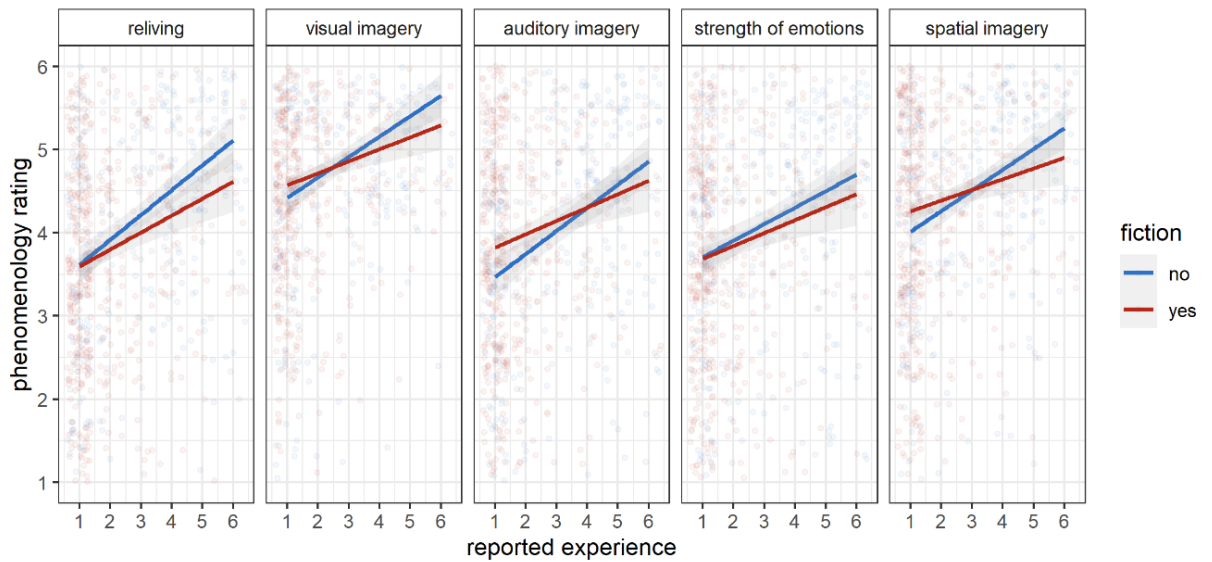 reliving visual imagery auditory imagery strength of emotions spatial imagery
6
5
4
3
2
1
phenomenology rating
1 2 3 4 5 6 1 2 3 4 5 6 1 2 3 4 5 6 1 2 3 4 5 6 1 2 3 4 5 6
reported experience
fiction
no
yes